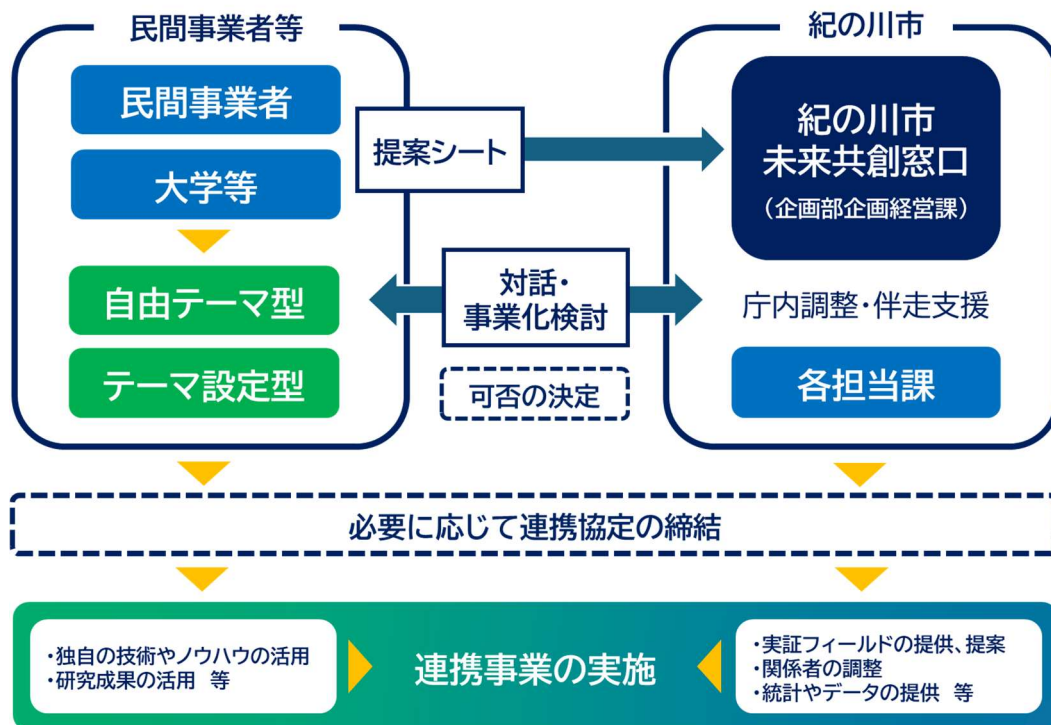 民間事業者等
民間事業者
大学等
自由テーマ型
テーマ設定型
提案シート
対話・
事業化検討
可否の決定
紀の川市
紀の川市
未来共創窓口
(企画部企画経営課)
庁内調整・伴走支援
各担当課
必要に応じて連携協定の締結
・独自の技術やノウハウの活用
・研究成果の活用 等
連携事業の実施
・実証フィールドの提供、提案
・関係者の調整
・統計やデータの提供 等